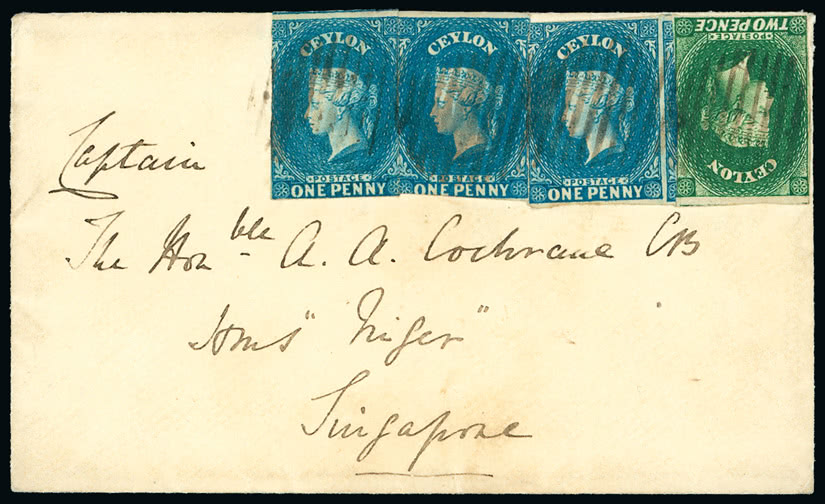 CEYLON
POSTAGE
ONE PENNY
CEYLON
POSTAGE
ONE PENNY
CEYLON
POSTAGE
ONE PENNY
CEYLON
POSTAGE
TWO PENCE
Captain
The Honble A. A. Cochrane CB
HMS "Niger"
Singapore